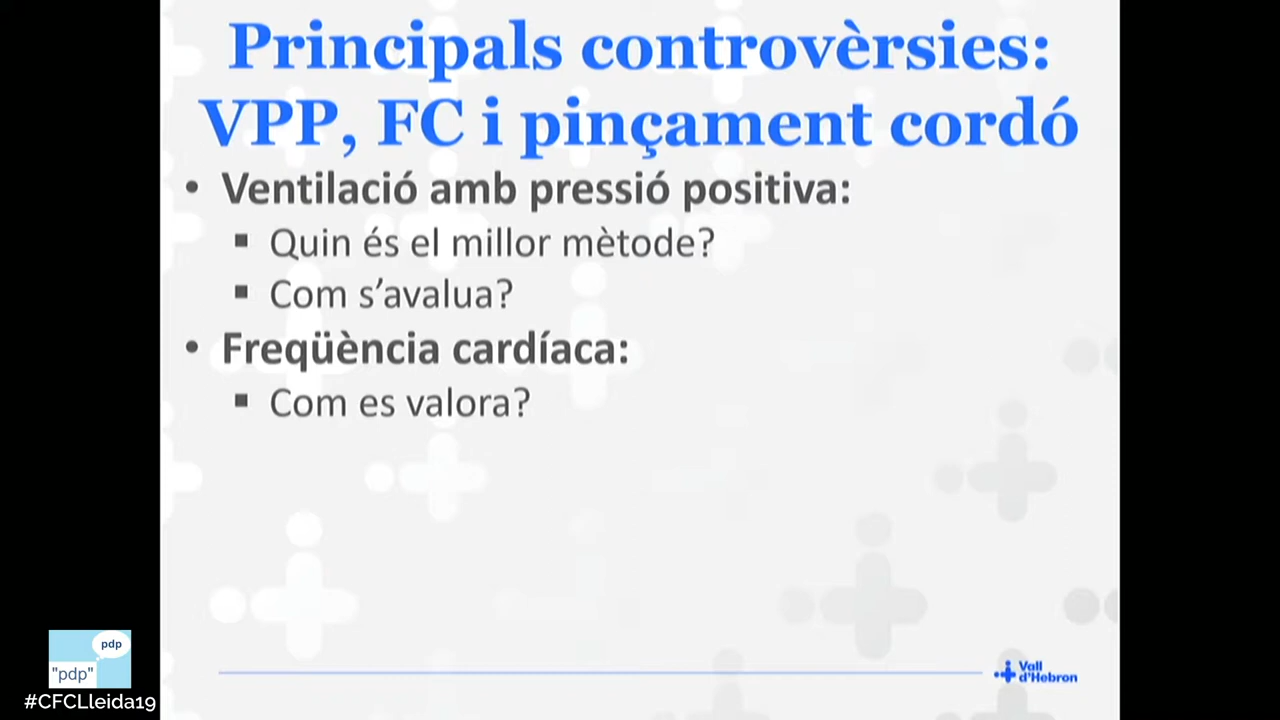 Principals controvèrsies:
VPP, FC i pinçament cordó
• Ventilació amb pressió positiva:
▪ Quin és el millor mètode?
▪ Com s’avalua?
• Freqüència cardíaca:
▪ Com es valora?
pdp
"pdp"
#CFCLleida19
Vall
d'Hebron